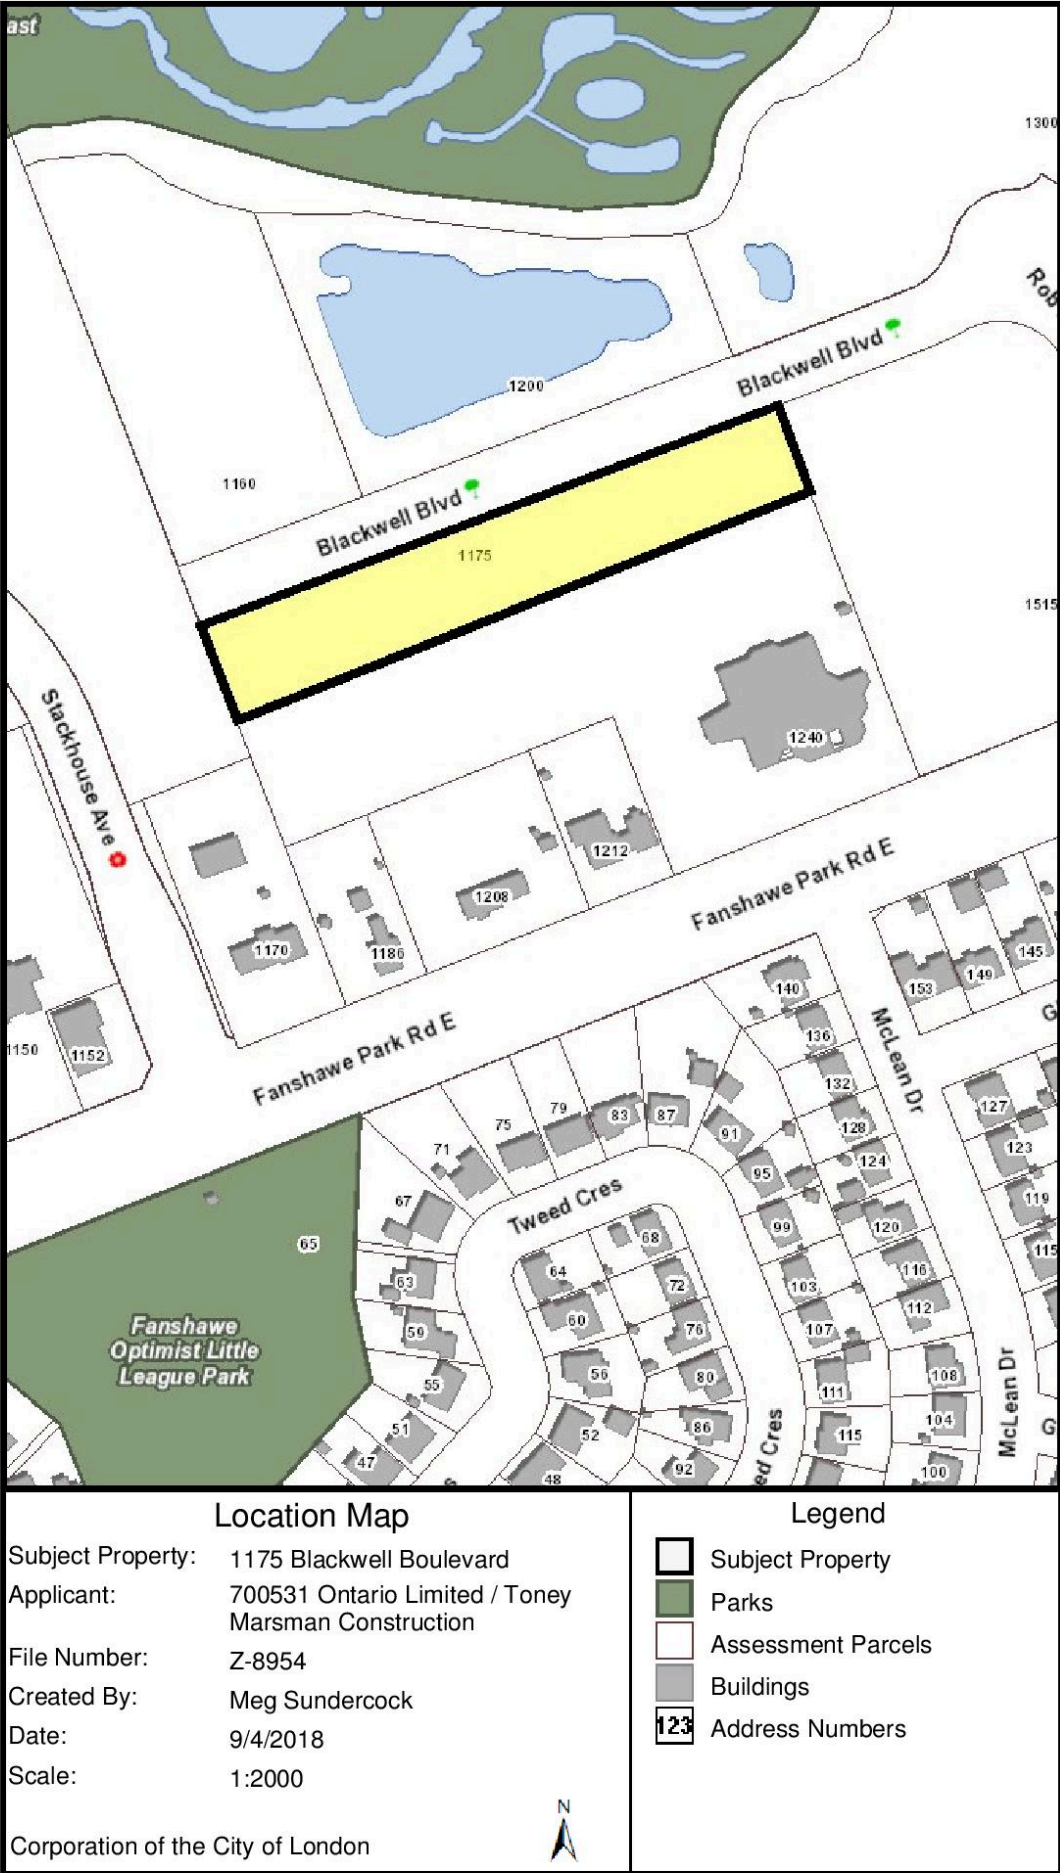 ast
1300
Rob
Blackwell Blvd
1200
1160
Blackwell Blvd
1175
1515
Stackhouse Ave
1240
1212
Fanshawe Park Rd E
1208
1170
1186
145
149
153
140
McLean Dr
136
1150
1152
Fanshawe Park Rd E
132
127
128
79
83
87
75
91
71
123
124
95
119
67
Tweed Cres
99
120
68
65
115
64
116
63
72
103
112
60
76
107
59
Fanshawe
Optimist Little
League Park
56
80
108
55
111
McLean Dr
104
51
52
86
115
G
G
47
48
92
ed Cres
100
s
Location Map
Subject Property: 1175 Blackwell Boulevard
Applicant: 700531 Ontario Limited / Toney
Marsman Construction
File Number: Z-8954
Created By: Meg Sundercock
Date: 9/4/2018
Scale: 1:2000
Corporation of the City of London
N
Legend
Subject Property
Parks
Assessment Parcels
Buildings
123 Address Numbers